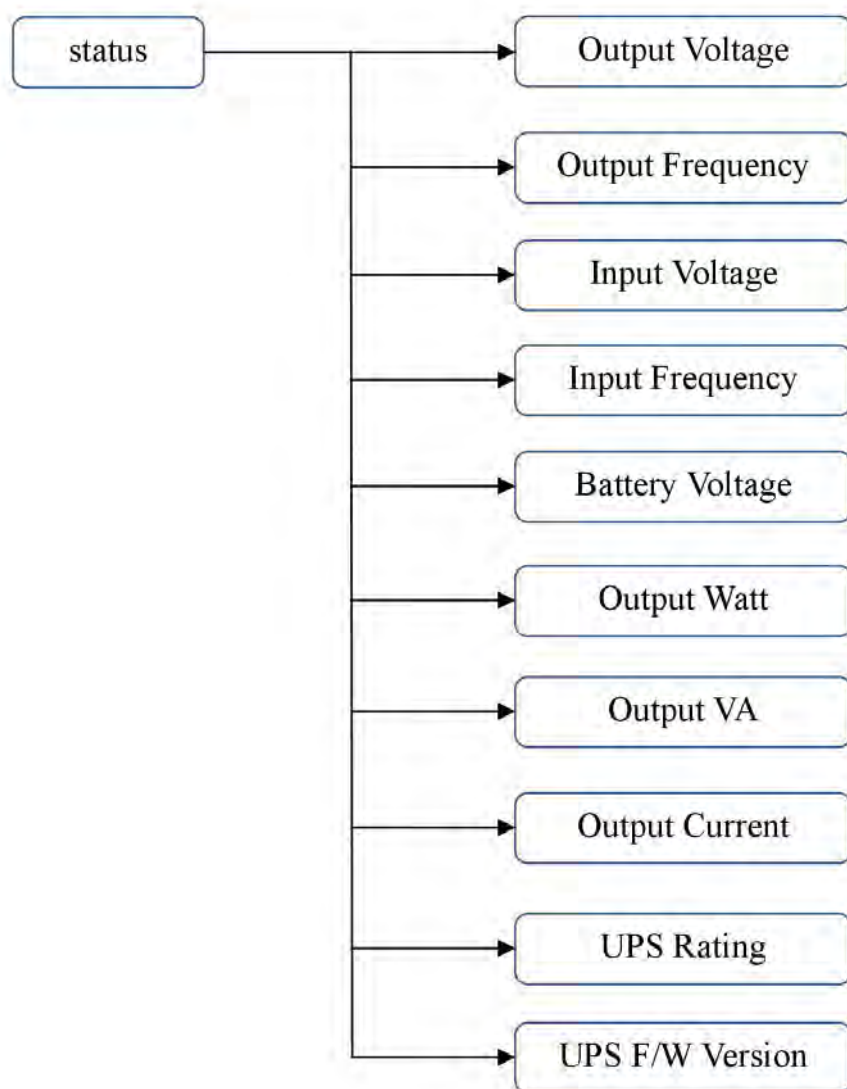 status
Output Voltage
Output Frequency
Input Voltage
Input Frequency
Battery Voltage
Output Watt
Output VA
Output Current
UPS Rating
UPS F/W Version